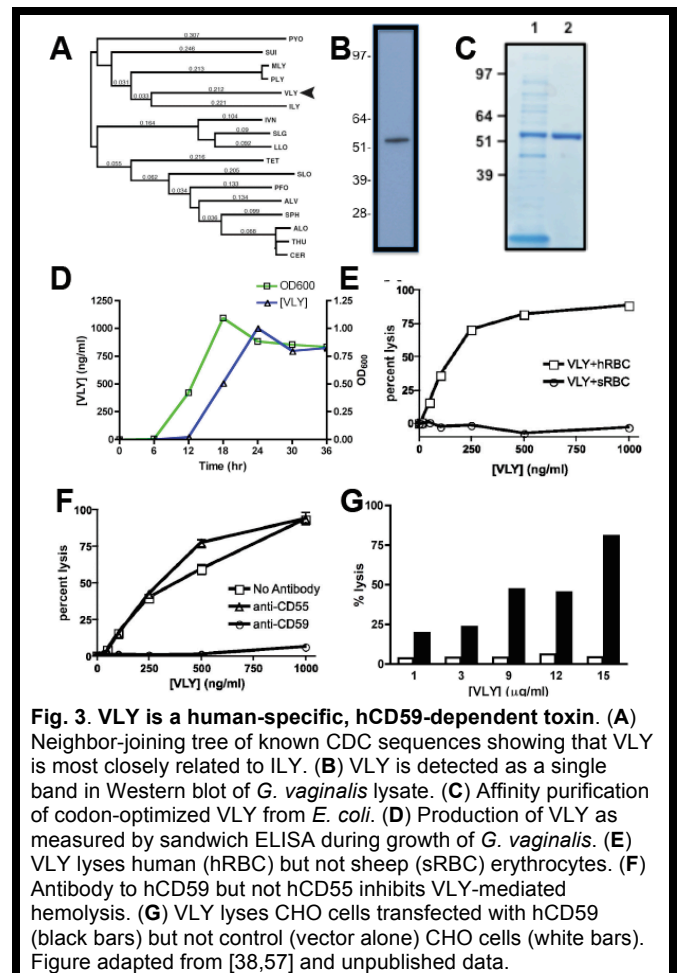 A
0.307
PYO
0.246
SUI
0.213
MLY
PLY
0.031
0.212
VLY
0.033
0.221
ILY
0.104
IVN
0.164
0.09
SLG
0.092
LLO
0.216
TET
0.055
0.205
SLO
0.062
0.133
PFO
0.034
0.134
ALV
0.099
SPH
0.036
0.066
ALO
THU
CER
B
97-
64-
51-
39-
28-
C
1 2
97
64
51
39
D
OD600
[VLY]
1250
1000
750
500
250
0
[VLY] (ng/ml)
1.25
1.00
0.75
0.50
0.25
0.00
OD600
0 6 12 18 24 30 36
Time (hr)
E
100
75
50
25
0
percent lysis
VLY+hRBC
VLY+sRBC
0 250 500 750 1000
[VLY] (ng/ml)
F
100
75
50
25
0
percent lysis
No Antibody
anti-CD55
anti-CD59
0 250 500 750 1000
[VLY] (ng/ml)
G
100
75
50
25
0
% lysis
1 3 9 12 15
[VLY] (µg/ml)
Fig. 3. VLY is a human-specific, hCD59-dependent toxin. (A)
Neighbor-joining tree of known CDC sequences showing that VLY
is most closely related to ILY. (B) VLY is detected as a single
band in Western blot of G. vaginalis lysate. (C) Affinity purification
of codon-optimized VLY from E. coli. (D) Production of VLY as
measured by sandwich ELISA during growth of G. vaginalis. (E)
VLY lyses human (hRBC) but not sheep (sRBC) erythrocytes. (F)
Antibody to hCD59 but not hCD55 inhibits VLY-mediated
hemolysis. (G) VLY lyses CHO cells transfected with hCD59
(black bars) but not control (vector alone) CHO cells (white bars).
Figure adapted from [38,57] and unpublished data.